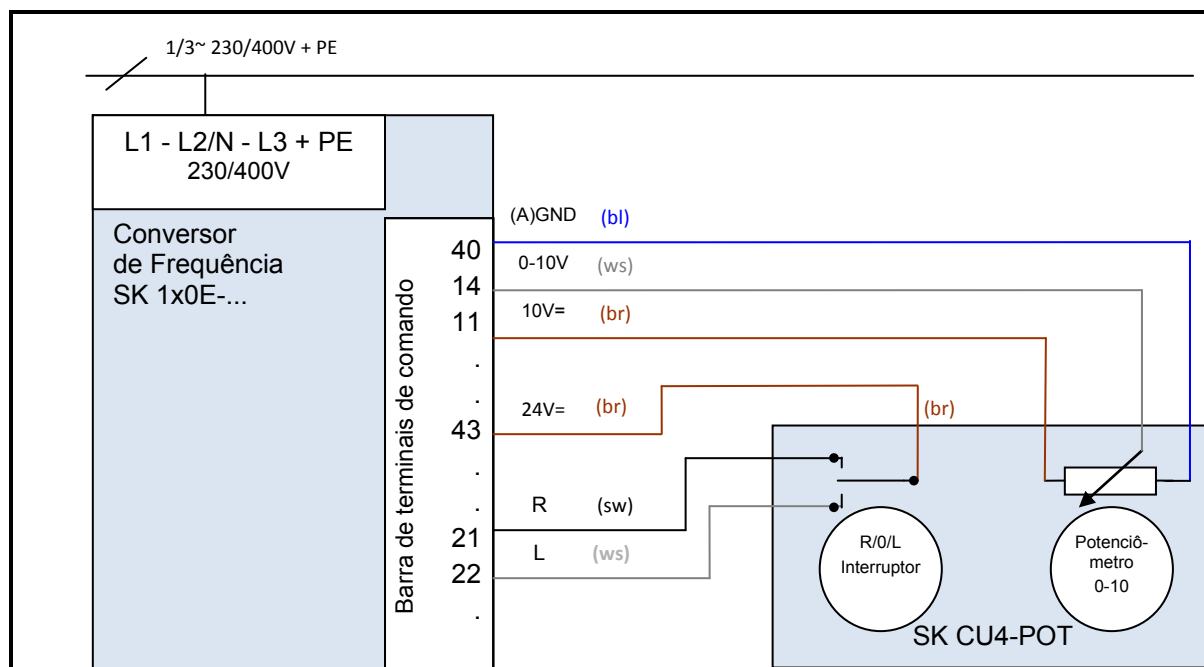 1/3~ 230/400V + PE
L1 - L2/N - L3 + PE
230/400V
Conversor
de Frequência
SK 1x0E-...
Barra de terminais de comando
(A)GND (bl)
40
0-10V (ws)
14
10V= (br)
11
.
.
24V= (br)
(br)
43
.
.
R (sw)
21
L (ws)
22
.
R/0/L
Interruptor
Potenciô-
metro
0-10
SK CU4-POT